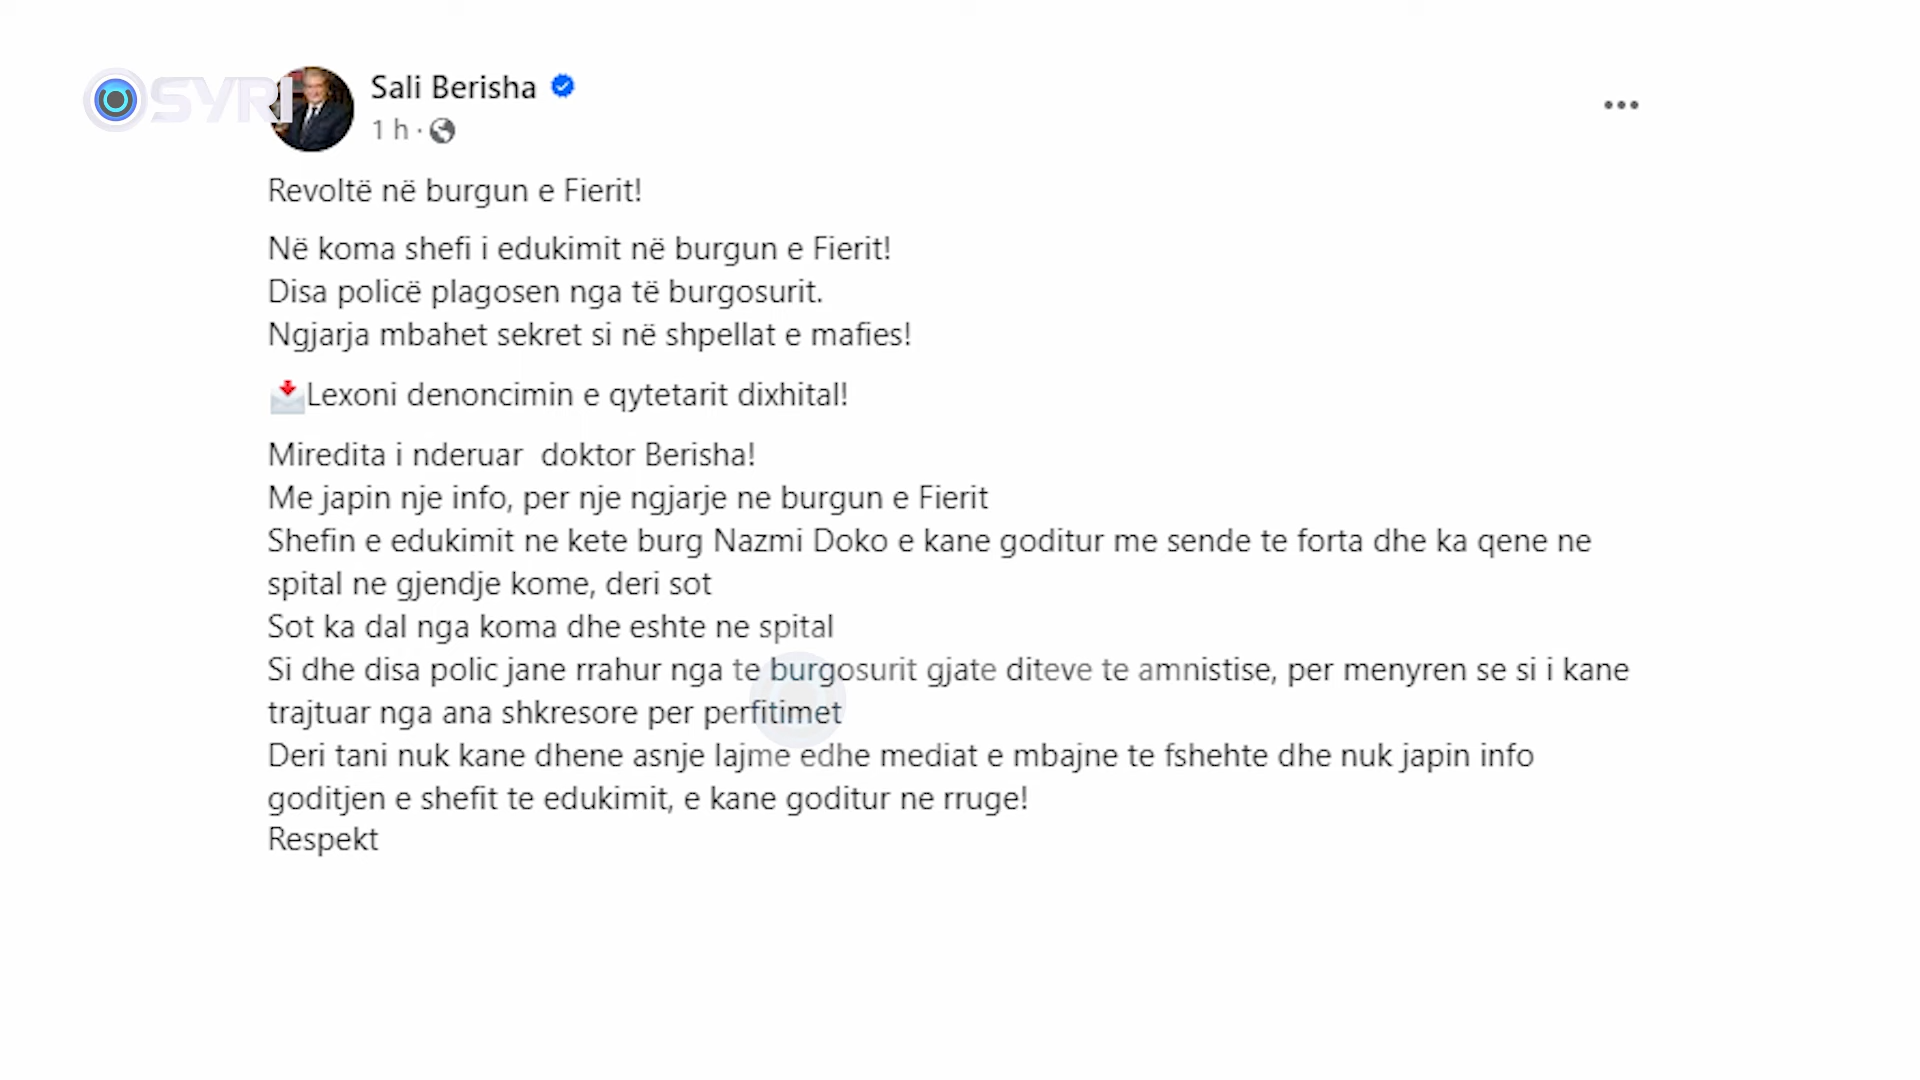 SYRI
Sali Berisha
1 h ·
Revoltë në burgun e Fierit!
Në koma shefi i edukimit në burgun e Fierit!
Disa policë plagosen nga të burgosurit.
Ngjarja mbahet sekret si në shpellat e mafies!
Lexoni denoncimin e qytetarit dixhital!
Miredita i nderuar  doktor Berisha!
Me japin nje info, per nje ngjarje ne burgun e Fierit
Shefin e edukimit ne kete burg Nazmi Doko e kane goditur me sende te forta dhe ka qene ne
spital ne gjendje kome, deri sot
Sot ka dal nga koma dhe eshte ne spital
Si dhe disa polic jane rrahur nga te burgosurit gjate diteve te amnistise, per menyren se si i kane
trajtuar nga ana shkresore per perfitimet
Deri tani nuk kane dhene asnje lajme edhe mediat e mbajne te fshehte dhe nuk japin info
goditjen e shefit te edukimit, e kane goditur ne rruge!
Respekt